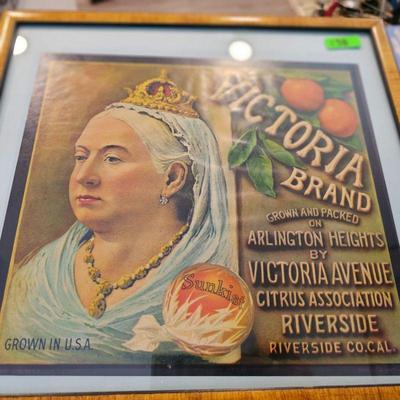 VICTORIA
BRAND
GROWN AND PACKED
ON
ARLINGTON HEIGHTS
BY
VICTORIA AVENUE
CITRUS ASSOCIATION
RIVERSIDE
RIVERSIDE CO. CAL.
Sunkist
GROWN IN U.S.A.